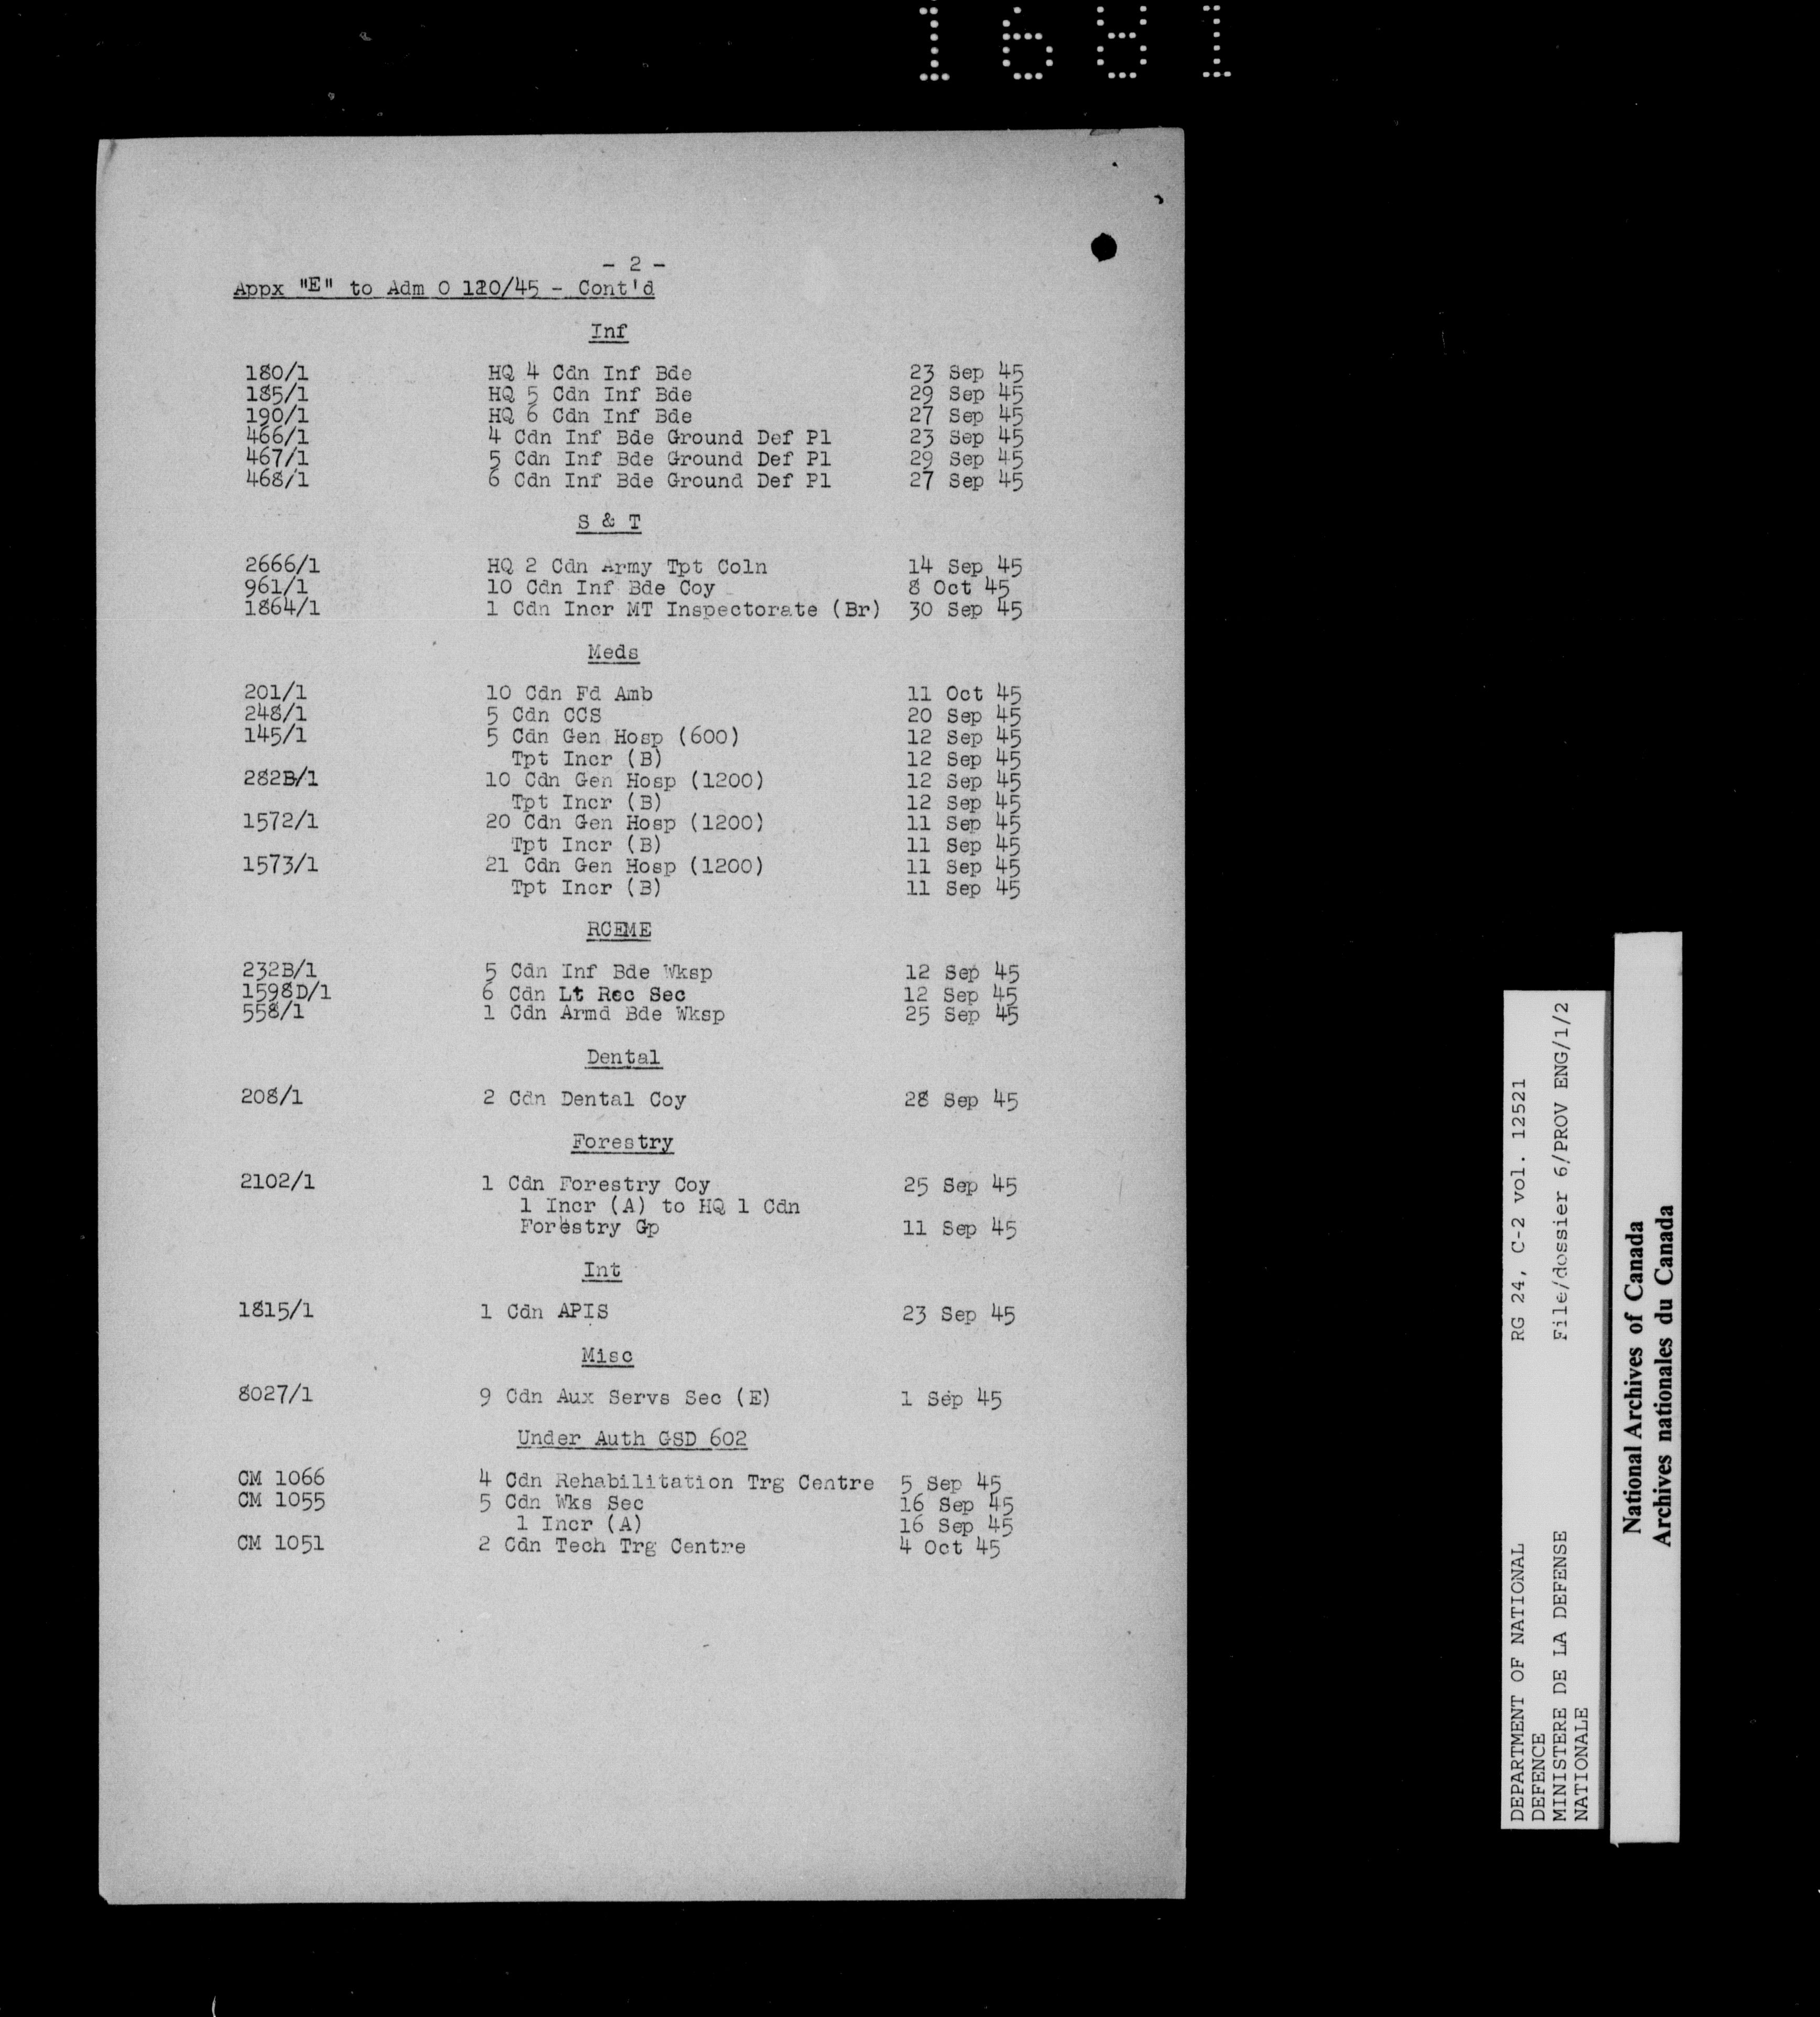 1681
- 2 -
Appx "E" to Adm O 120/45 - Cont'd
Inf
180/1 HQ 4 Cdn Inf Bde 23 Sep 45
185/1 HQ 5 Cdn Inf Bde 29 Sep 45
190/1 HQ 6 Cdn Inf Bde 27 Sep 45
466/1 4 Cdn Inf Bde Ground Def Pl 23 Sep 45
467/1 5 Cdn Inf Bde Ground Def Pl 29 Sep 45
468/1 6 Cdn Inf Bde Ground Def Pl 27 Sep 45
S & T
2666/1 HQ 2 Cdn Army Tpt Coln 14 Sep 45
961/1 10 Cdn Inf Bde Coy 8 Oct 45
1864/1 1 Cdn Incr MT Inspectorate (Br) 30 Sep 45
Meds
201/1 10 Cdn Fd Amb 11 Oct 45
248/1 5 Cdn CCS 20 Sep 45
145/1 5 Cdn Gen Hosp (600) 12 Sep 45
Tpt Incr (B) 12 Sep 45
282B/1 10 Cdn Gen Hosp (1200) 12 Sep 45
Tpt Incr (B) 12 Sep 45
1572/1 20 Cdn Gen Hosp (1200) 11 Sep 45
Tpt Incr (B) 11 Sep 45
1573/1 21 Cdn Gen Hosp (1200) 11 Sep 45
Tpt Incr (B) 11 Sep 45
RCEME
232B/1 5 Cdn Inf Bde Wksp 12 Sep 45
1598D/1 6 Cdn Lt Rec Sec 12 Sep 45
558/1 1 Cdn Armd Bde Wksp 25 Sep 45
Dental
208/1 2 Cdn Dental Coy 28 Sep 45
Forestry
2102/1 1 Cdn Forestry Coy 25 Sep 45
1 Incr (A) to HQ 1 Cdn
Forestry Gp 11 Sep 45
Int
1815/1 1 Cdn APIS 23 Sep 45
Misc
8027/1 9 Cdn Aux Servs Sec (E) 1 Sep 45
Under Auth GSD 602
CM 1066 4 Cdn Rehabilitation Trg Centre 5 Sep 45
CM 1055 5 Cdn Wks Sec 16 Sep 45
1 Incr (A) 16 Sep 45
CM 1051 2 Cdn Tech Trg Centre 4 Oct 45
DEPARTMENT OF NATIONAL RG 24, C-2 vol. 12521
DEFENCE
MINISTERE DE LA DEFENSE File/dossier 6/PROV ENG/1/2
NATIONALE
National Archives of Canada
Archives nationales du Canada